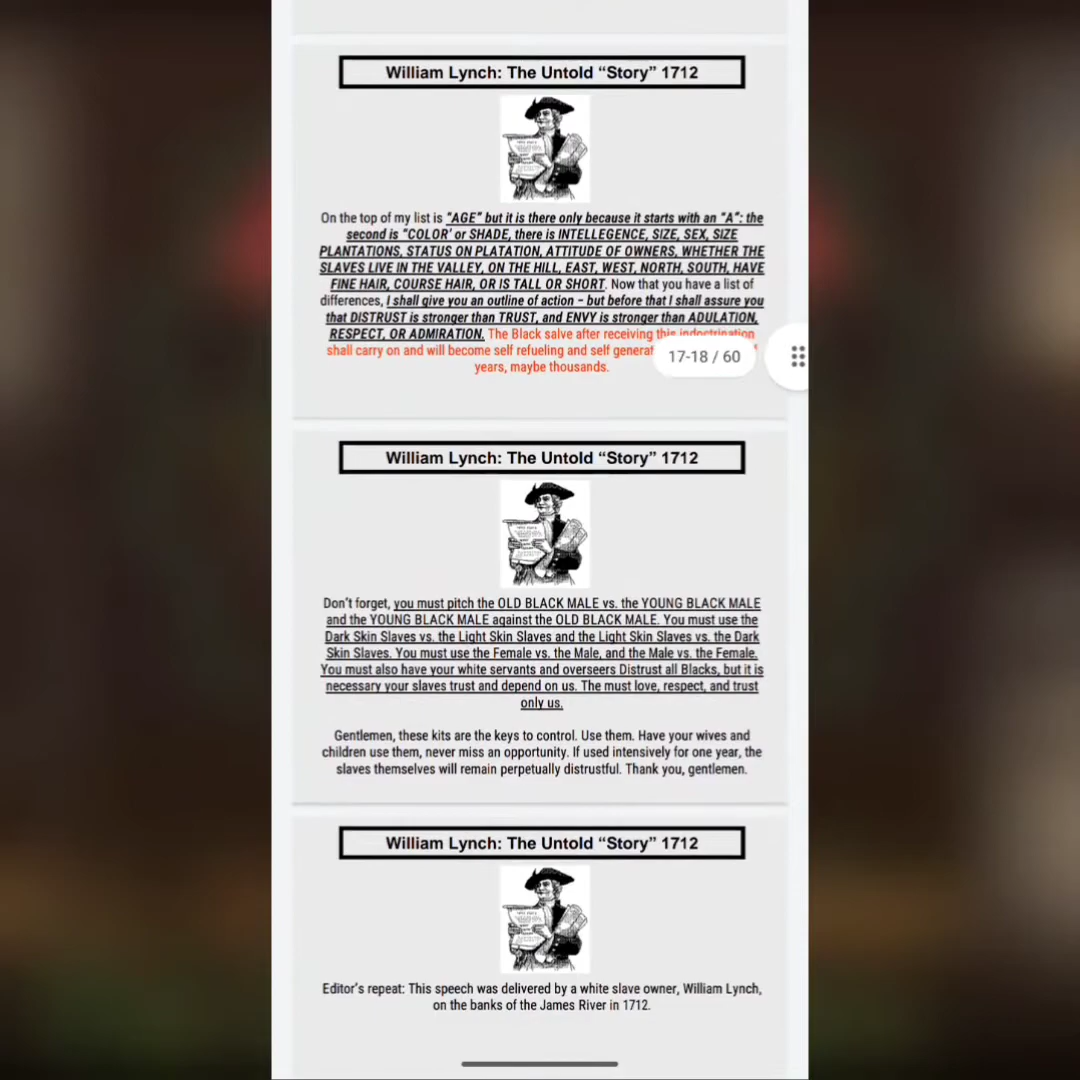 William Lynch: The Untold “Story” 1712
On the top of my list is "AGE" but it is there only because it starts with an "A": the
second is "COLOR' or SHADE, there is INTELLEGENCE, SIZE, SEX, SIZE
PLANTATIONS, STATUS ON PLATATION, ATTITUDE OF OWNERS, WHETHER THE
SLAVES LIVE IN THE VALLEY, ON THE HILL, EAST, WEST, NORTH, SOUTH, HAVE
FINE HAIR, COURSE HAIR, OR IS TALL OR SHORT. Now that you have a list of
differences, I shall give you an outline of action – but before that I shall assure you
that DISTRUST is stronger than TRUST, and ENVY is stronger than ADULATION,
RESPECT, OR ADMIRATION. The Black salve after receiving this indoctrination
shall carry on and will become self refueling and self generat
years, maybe thousands.
17-18 / 60
William Lynch: The Untold “Story” 1712
Don't forget, you must pitch the OLD BLACK MALE vs. the YOUNG BLACK MALE
and the YOUNG BLACK MALE against the OLD BLACK MALE. You must use the
Dark Skin Slaves vs. the Light Skin Slaves and the Light Skin Slaves vs. the Dark
Skin Slaves. You must use the Female vs. the Male, and the Male vs. the Female.
You must also have your white servants and overseers Distrust all Blacks, but it is
necessary your slaves trust and depend on us. The must love, respect, and trust
only us.
Gentlemen, these kits are the keys to control. Use them. Have your wives and
children use them, never miss an opportunity. If used intensively for one year, the
slaves themselves will remain perpetually distrustful. Thank you, gentlemen.
William Lynch: The Untold “Story” 1712
Editor's repeat: This speech was delivered by a white slave owner, William Lynch,
on the banks of the James River in 1712.